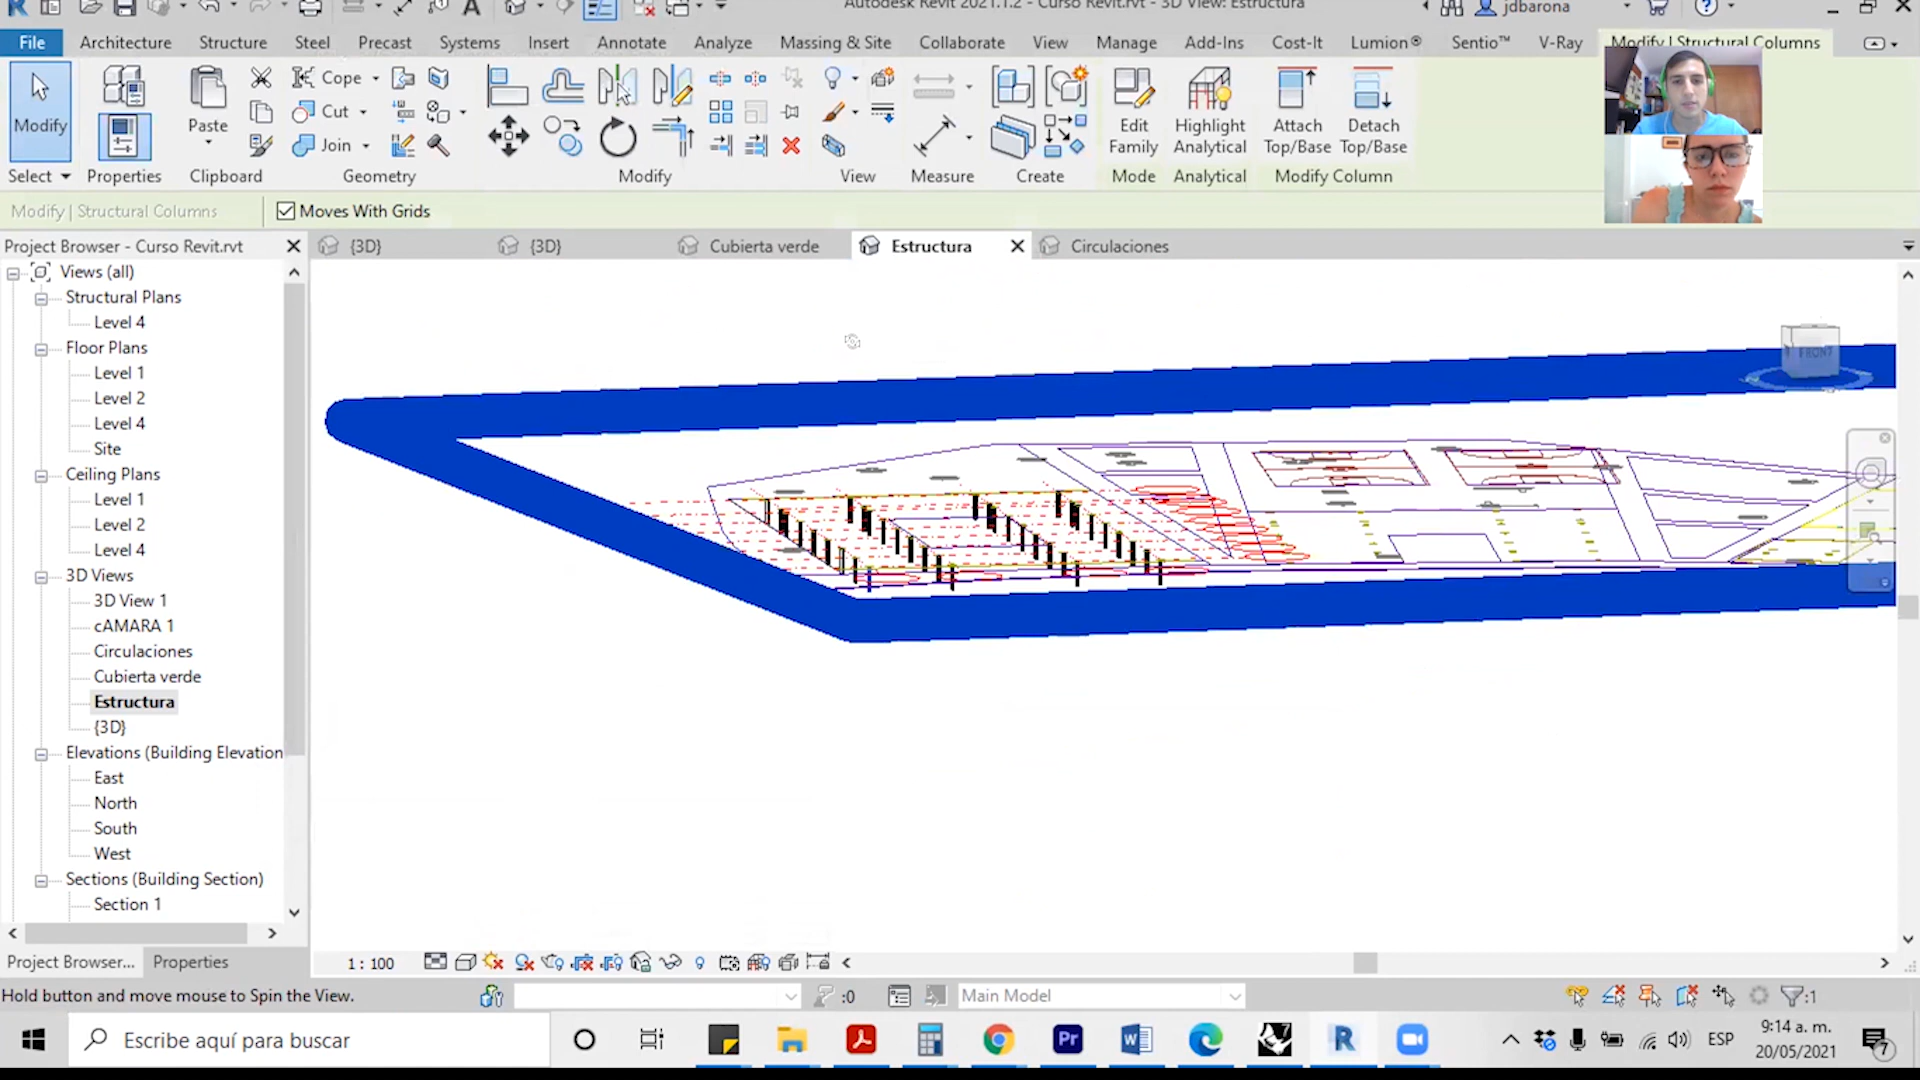 Autodesk Revit 2021.1.2 - Curso Revit.rvt - 3D View: Estructura
jdbarona
File
Architecture
Structure
Steel
Precast
Systems
Insert
Annotate
Analyze
Massing & Site
Collaborate
View
Manage
Add-Ins
Cost-It
Lumion®
Sentio™
V-Ray
Modify | Structural Columns
Modify
Paste
Cope
Cut
Join
Edit Family
Highlight Analytical
Attach Top/Base
Detach Top/Base
Select
Properties
Clipboard
Geometry
Modify
View
Measure
Create
Mode
Analytical
Modify Column
Modify | Structural Columns
Moves With Grids
Project Browser - Curso Revit.rvt
{3D}
{3D}
Cubierta verde
Estructura
Circulaciones
Views (all)
Structural Plans
Level 4
Floor Plans
Level 1
Level 2
Level 4
Site
Ceiling Plans
Level 1
Level 2
Level 4
3D Views
3D View 1
cAMARA 1
Circulaciones
Cubierta verde
Estructura
{3D}
Elevations (Building Elevation
East
North
South
West
Sections (Building Section)
Section 1
FRONT
Project Browser...
Properties
1 : 100
Hold button and move mouse to Spin the View.
:0
Main Model
:1
Escribe aquí para buscar
Pr
ESP
9:14 a. m.
20/05/2021
7